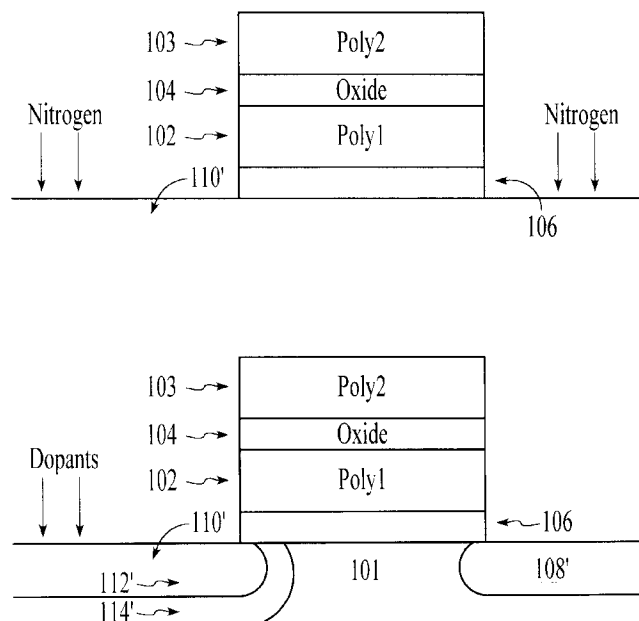 103
Poly2
104
Oxide
Nitrogen
102
Poly1
Nitrogen
110'
106
103
Poly2
104
Oxide
Dopants
102
Poly1
110'
106
112'
101
108'
114'